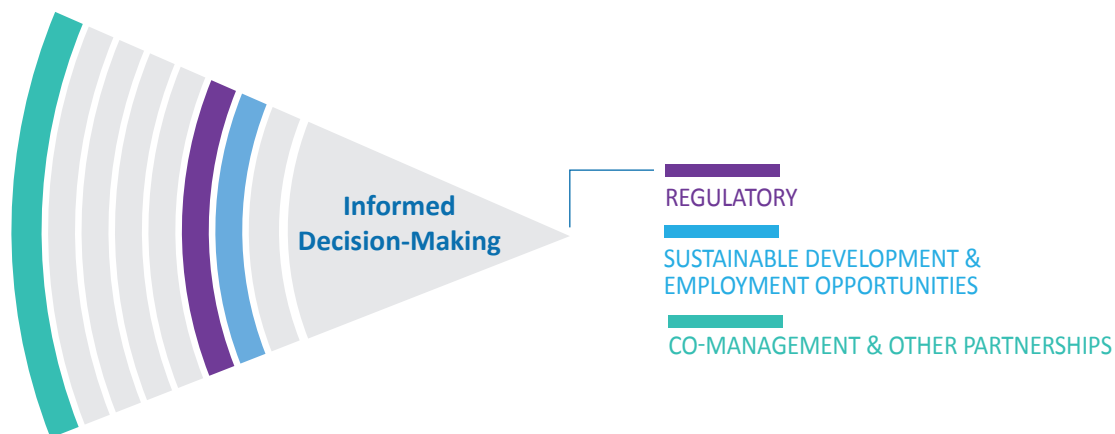 Informed
Decision-Making
REGULATORY
SUSTAINABLE DEVELOPMENT &
EMPLOYMENT OPPORTUNITIES
CO-MANAGEMENT & OTHER PARTNERSHIPS